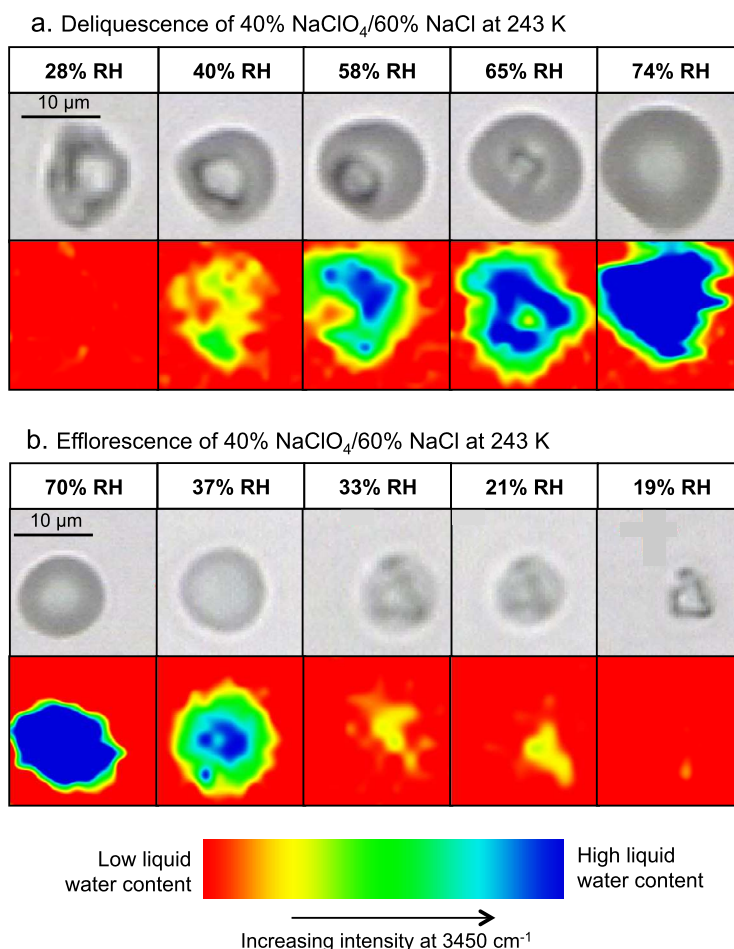 a. Deliquescence of 40% NaClO₄/60% NaCl at 243 K
28% RH 40% RH 58% RH 65% RH 74% RH
10 µm
b. Efflorescence of 40% NaClO₄/60% NaCl at 243 K
70% RH 37% RH 33% RH 21% RH 19% RH
10 µm
Low liquid
water content
High liquid
water content
Increasing intensity at 3450 cm⁻¹